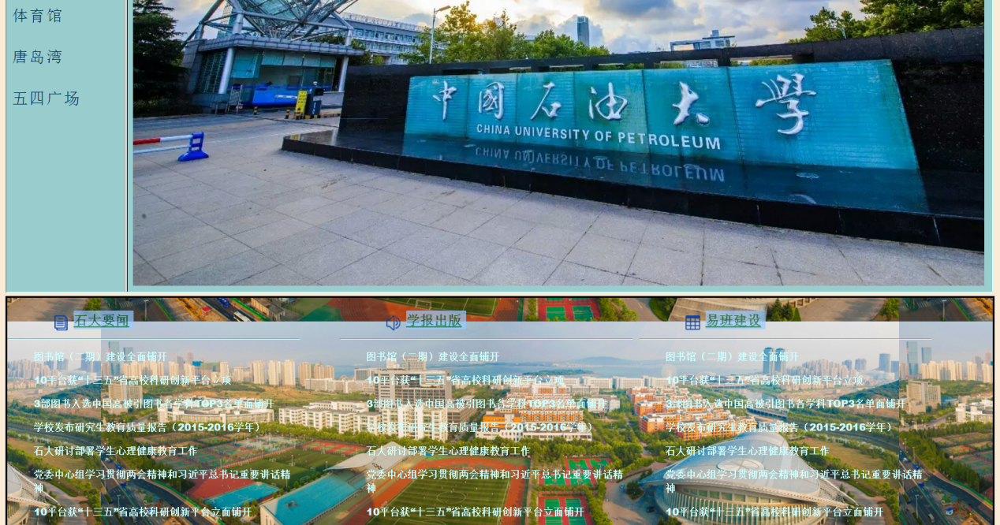 体育馆
唐岛湾
五四广场
中國石油大學
CHINA UNIVERSITY OF PETROLEUM
石大要闻
图书馆（二期）建设全面铺开
10平台获“十三五”省高校科研创新平台立项
3部图书入选中国高被引图书各学科TOP3名单面铺开
学校发布研究生教育质量报告（2015-2016学年）
石大研讨部署学生心理健康教育工作
党委中心组学习贯彻两会精神和习近平总书记重要讲话精
神
10平台获“十三五”省高校科研创新平台立面铺开
学报出版
图书馆（二期）建设全面铺开
10平台获“十三五”省高校科研创新平台立项
3部图书入选中国高被引图书各学科TOP3名单面铺开
学校发布研究生教育质量报告（2015-2016学年）
石大研讨部署学生心理健康教育工作
党委中心组学习贯彻两会精神和习近平总书记重要讲话精
神
10平台获“十三五”省高校科研创新平台立面铺开
易班建设
图书馆（二期）建设全面铺开
10平台获“十三五”省高校科研创新平台立项
3部图书入选中国高被引图书各学科TOP3名单面铺开
学校发布研究生教育质量报告（2015-2016学年）
石大研讨部署学生心理健康教育工作
党委中心组学习贯彻两会精神和习近平总书记重要讲话精
神
10平台获“十三五”省高校科研创新平台立面铺开